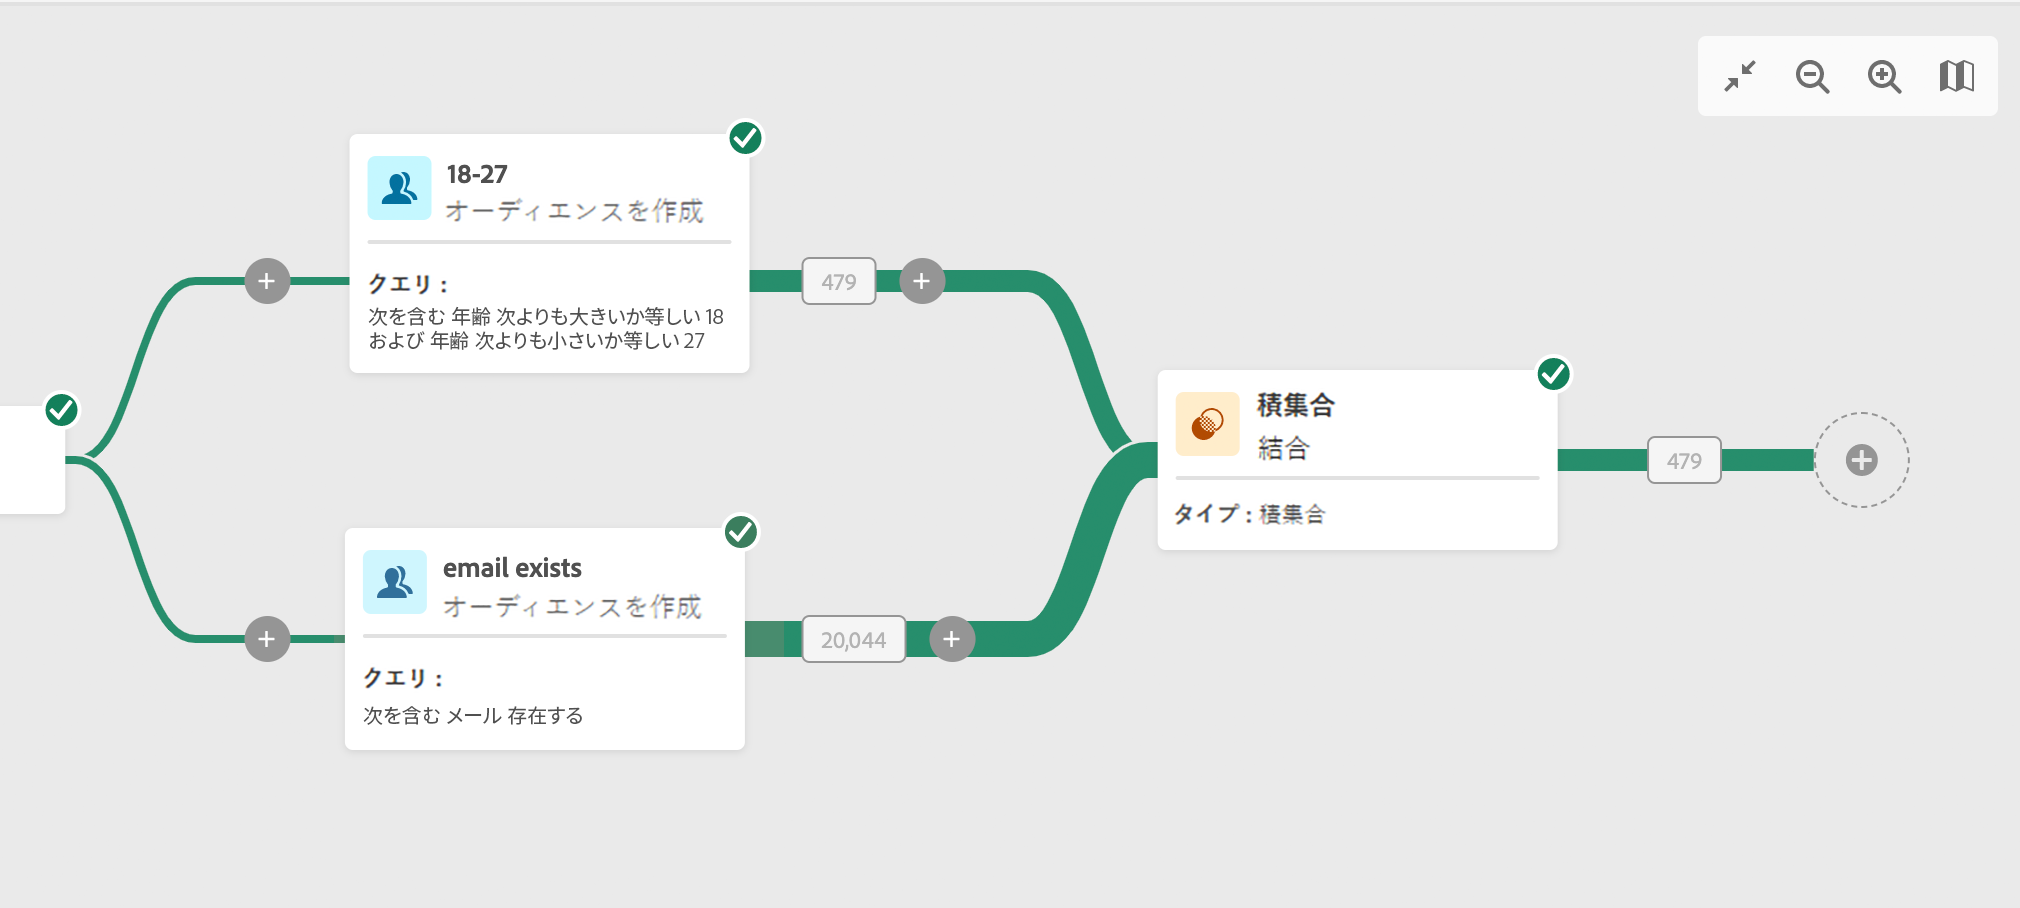 18-27
オーディエンスを作成
クエリ：
次を含む 年齢 次よりも大きいか等しい 18
および 年齢 次よりも小さいか等しい 27
479
email exists
オーディエンスを作成
クエリ：
次を含む メール 存在する
20,044
積集合
結合
タイプ：積集合
479